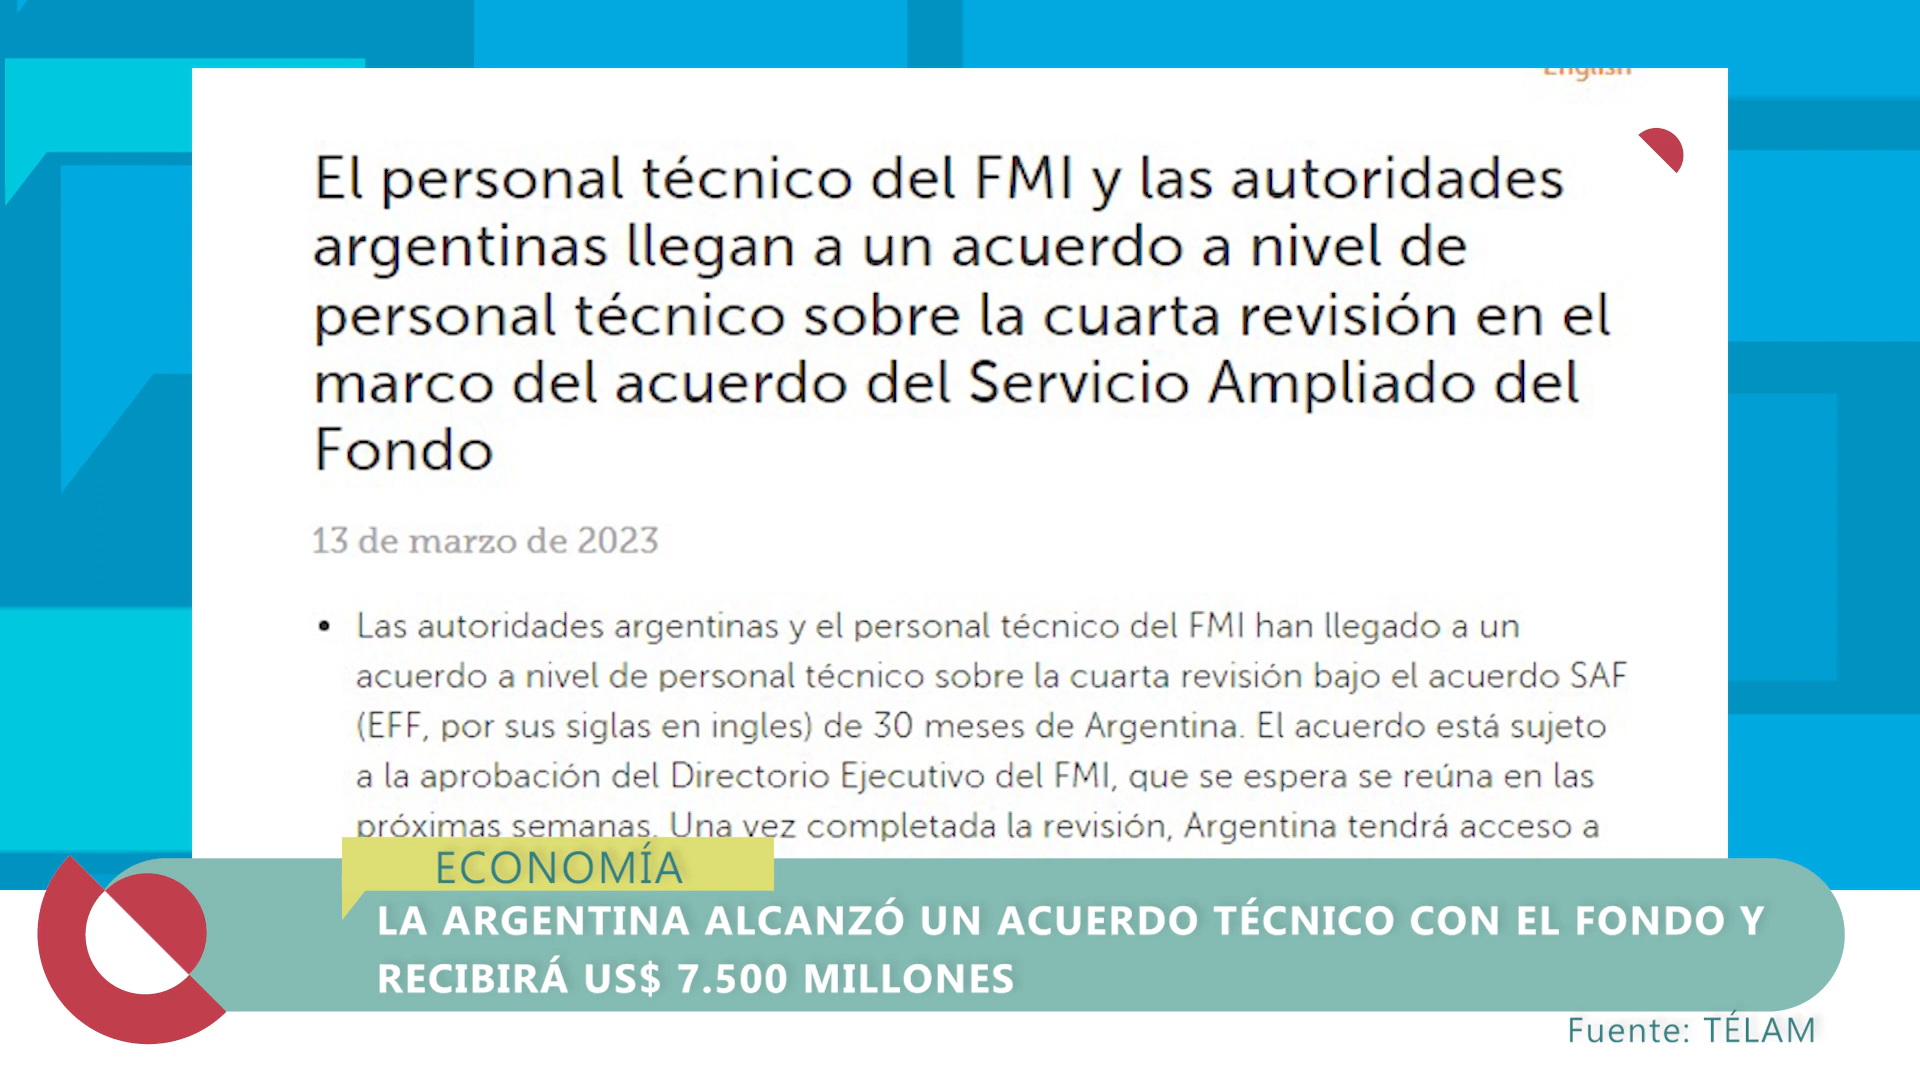 English
El personal técnico del FMI y las autoridades
argentinas llegan a un acuerdo a nivel de
personal técnico sobre la cuarta revisión en el
marco del acuerdo del Servicio Ampliado del
Fondo
13 de marzo de 2023
• Las autoridades argentinas y el personal técnico del FMI han llegado a un
acuerdo a nivel de personal técnico sobre la cuarta revisión bajo el acuerdo SAF
(EFF, por sus siglas en ingles) de 30 meses de Argentina. El acuerdo está sujeto
a la aprobación del Directorio Ejecutivo del FMI, que se espera se reúna en las
próximas semanas. Una vez completada la revisión, Argentina tendrá acceso a
ECONOMÍA
LA ARGENTINA ALCANZÓ UN ACUERDO TÉCNICO CON EL FONDO Y
RECIBIRÁ US$ 7.500 MILLONES
Fuente: TÉLAM